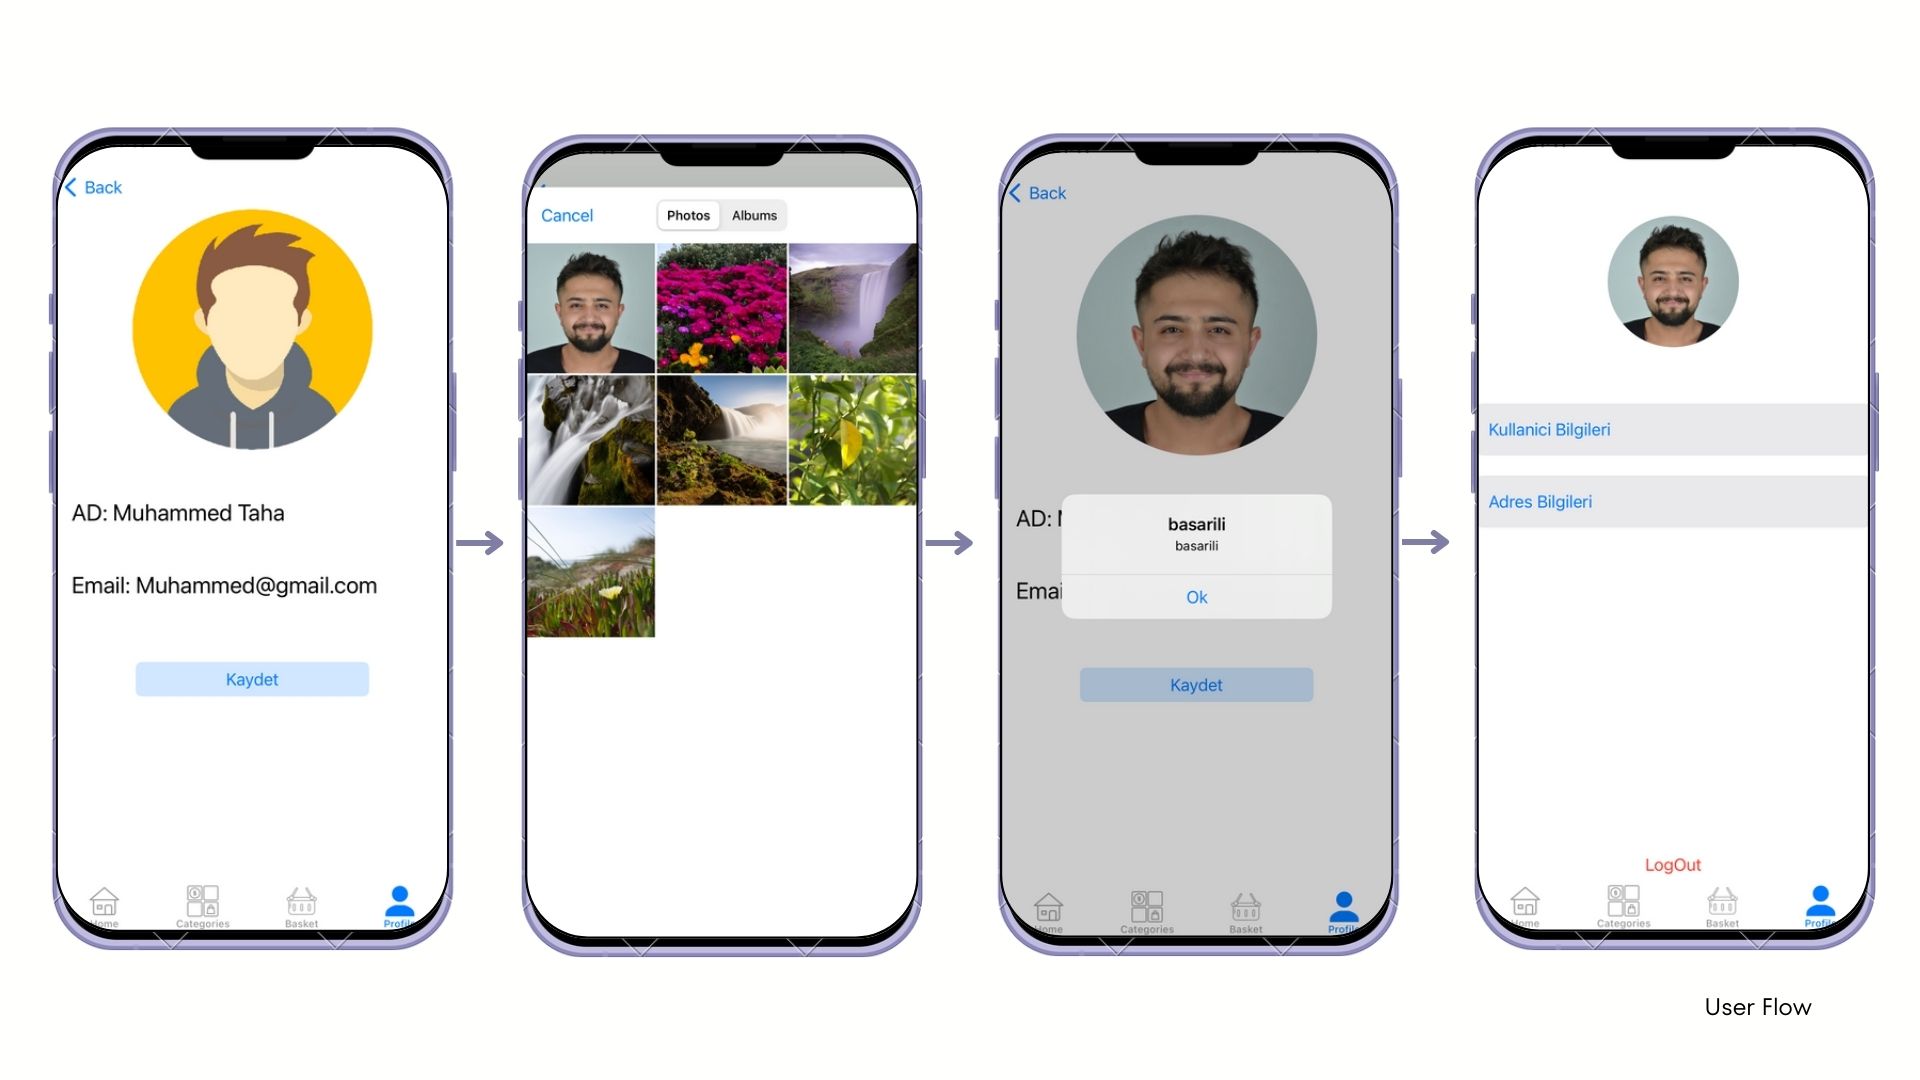 Back
AD: Muhammed Taha
Email: Muhammed@gmail.com
Kaydet
Home
Categories
Basket
Profile
Cancel
Photos
Albums
Back
AD:
basarili
basarili
Ok
Kaydet
Home
Categories
Basket
Profile
Kullanici Bilgileri
Adres Bilgileri
LogOut
Home
Categories
Basket
Profile
User Flow